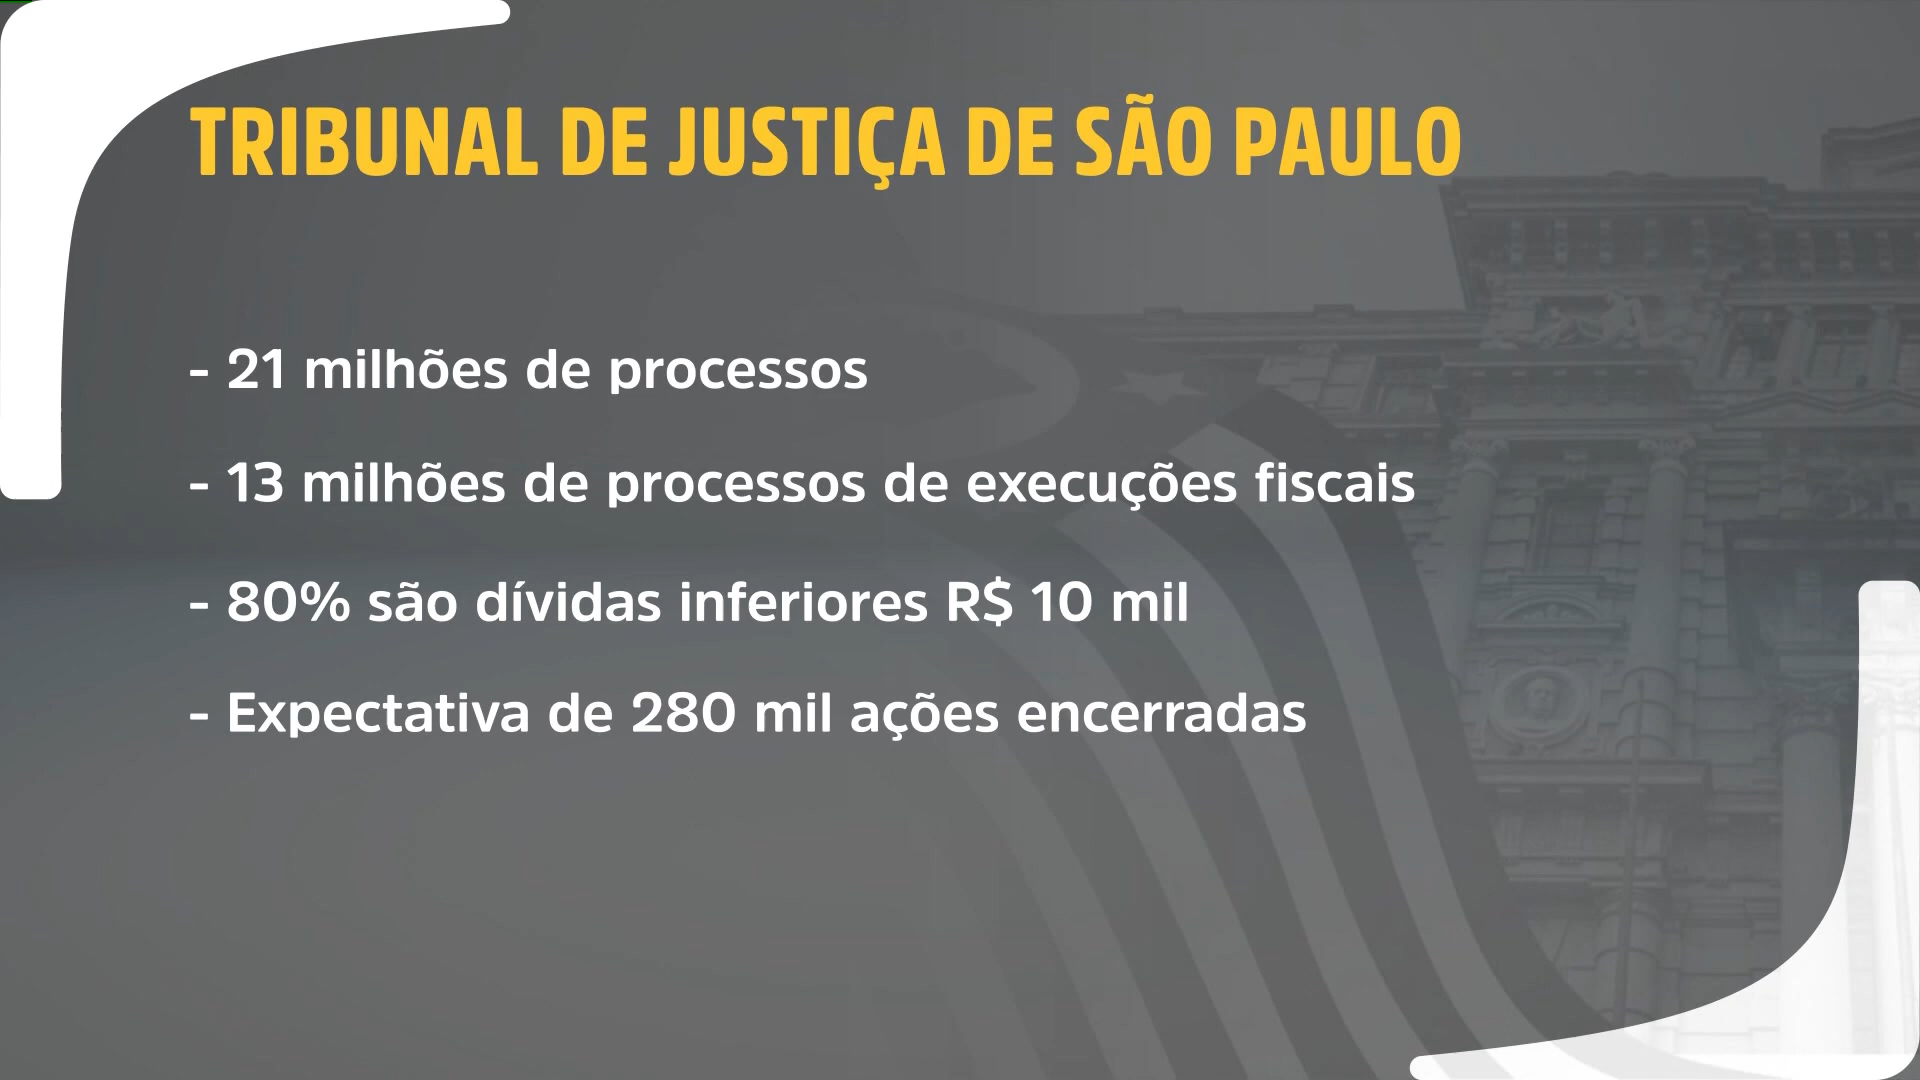 TRIBUNAL DE JUSTIÇA DE SÃO PAULO
- 21 milhões de processos
- 13 milhões de processos de execuções fiscais
- 80% são dívidas inferiores R$ 10 mil
- Expectativa de 280 mil ações encerradas